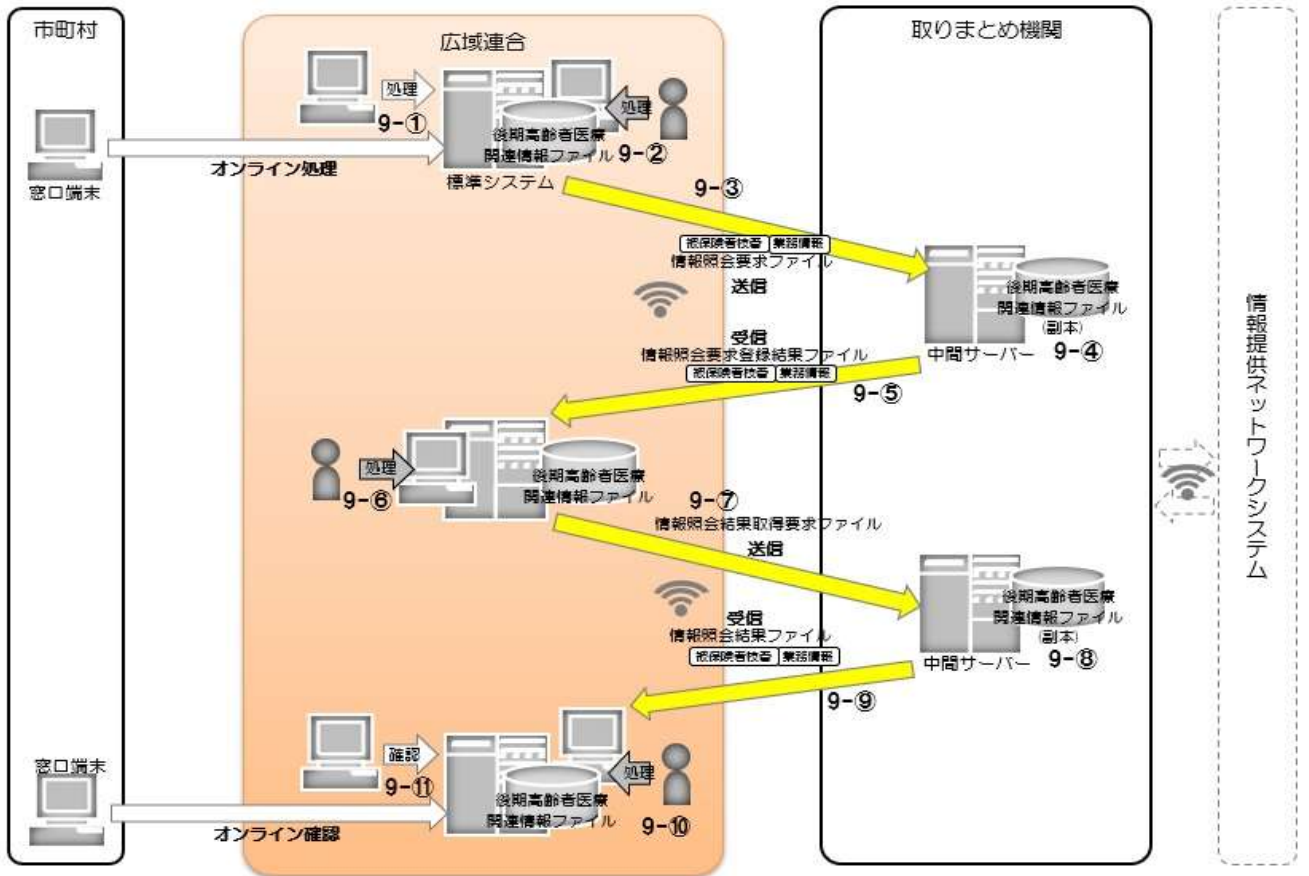 市町村
広域連合
取りまとめ機関
処理
9-①
処理
後期高齢者医療
関連情報ファイル
9-②
標準システム
窓口端末
オンライン処理
9-③
被保険者枝番
業務情報
情報照会要求ファイル
送信
後期高齢者医療
関連情報ファイル
(副本)
中間サーバー
9-④
受信
情報照会要求登録結果ファイル
被保険者枝番
業務情報
9-⑤
処理
9-⑥
後期高齢者医療
関連情報ファイル
9-⑦
情報照会結果取得要求ファイル
送信
後期高齢者医療
関連情報ファイル
(副本)
中間サーバー
9-⑧
受信
情報照会結果ファイル
被保険者枝番
業務情報
9-⑨
確認
9-⑪
処理
後期高齢者医療
関連情報ファイル
9-⑩
窓口端末
オンライン確認
情報提供ネットワークシステム